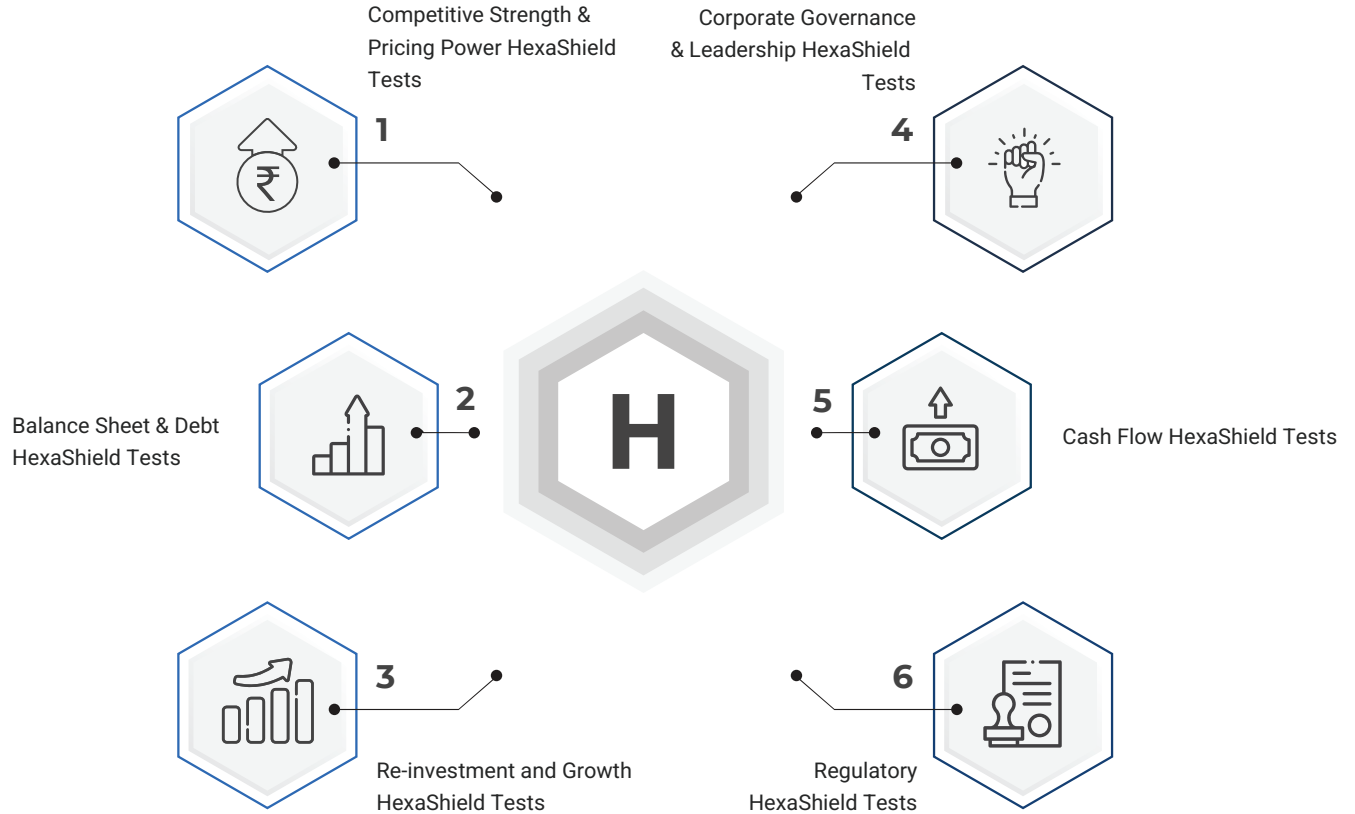 Competitive Strength &
Pricing Power HexaShield
Tests
1
Corporate Governance
& Leadership HexaShield
Tests
4
₹
Balance Sheet & Debt
HexaShield Tests
2
H
5
Cash Flow HexaShield Tests
3
Re-investment and Growth
HexaShield Tests
6
Regulatory
HexaShield Tests